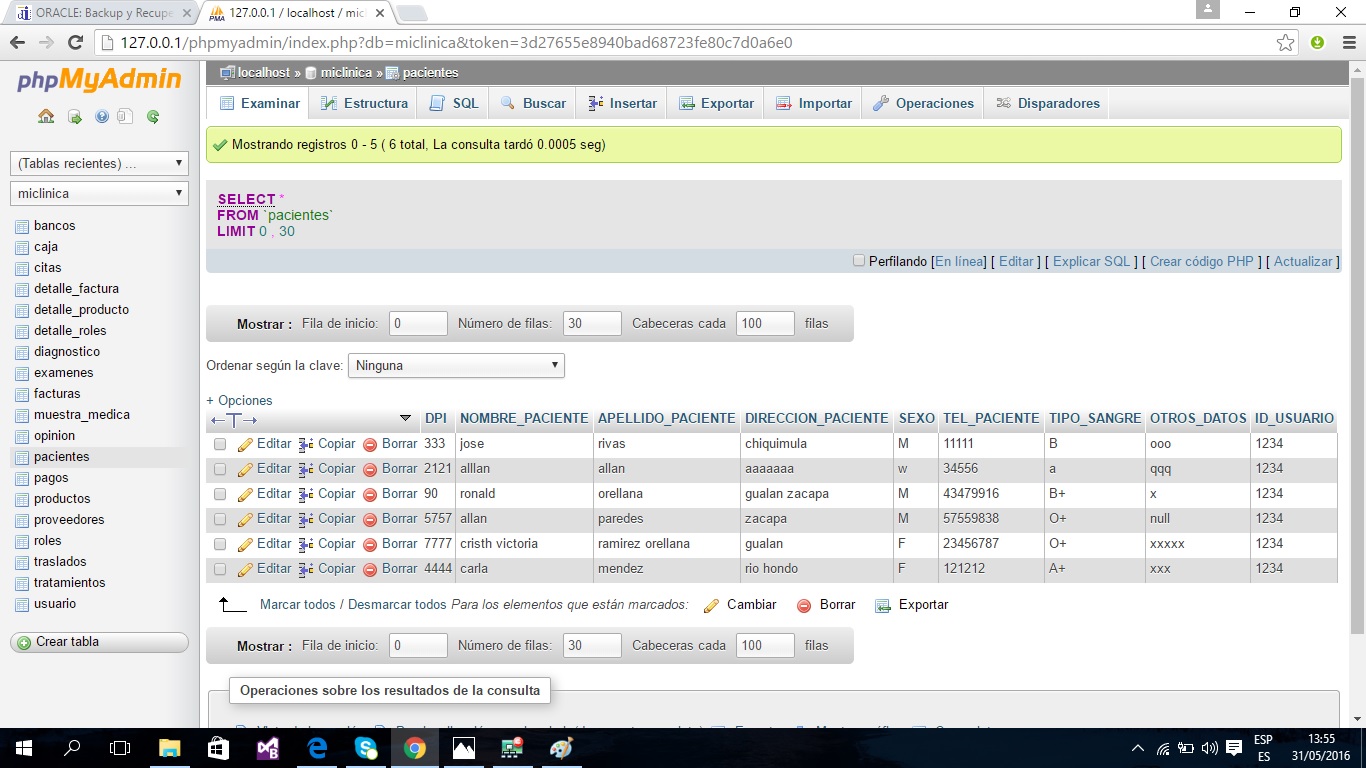 ORACLE: Backup y Recupe
127.0.0.1 / localhost / mic
127.0.0.1/phpmyadmin/index.php?db=miclinica&token=3d27655e8940bad68723fe80c7d0a6e0
phpMyAdmin
(Tablas recientes) ...
miclinica
bancos
caja
citas
detalle_factura
detalle_producto
detalle_roles
diagnostico
examenes
facturas
muestra_medica
opinion
pacientes
pagos
productos
proveedores
roles
traslados
tratamientos
usuario
Crear tabla
localhost » miclinica » pacientes
Examinar Estructura SQL Buscar Insertar Exportar Importar Operaciones Disparadores
Mostrando registros 0 - 5 ( 6 total, La consulta tardó 0.0005 seg)
SELECT *
FROM `pacientes`
LIMIT 0 , 30
Perfilando [En línea] [ Editar ] [ Explicar SQL ] [ Crear código PHP ] [ Actualizar ]
Mostrar : Fila de inicio: 0 Número de filas: 30 Cabeceras cada 100 filas
Ordenar según la clave: Ninguna
+ Opciones
←T→ DPI NOMBRE_PACIENTE APELLIDO_PACIENTE DIRECCION_PACIENTE SEXO TEL_PACIENTE TIPO_SANGRE OTROS_DATOS ID_USUARIO
Editar Copiar Borrar 333 jose rivas chiquimula M 11111 B ooo 1234
Editar Copiar Borrar 2121 alllan allan aaaaaaa w 34556 a qqq 1234
Editar Copiar Borrar 90 ronald orellana gualan zacapa M 43479916 B+ x 1234
Editar Copiar Borrar 5757 allan paredes zacapa M 57559838 O+ null 1234
Editar Copiar Borrar 7777 cristh victoria ramirez orellana gualan F 23456787 O+ xxxxx 1234
Editar Copiar Borrar 4444 carla mendez rio hondo F 121212 A+ xxx 1234
Marcar todos / Desmarcar todos Para los elementos que están marcados: Cambiar Borrar Exportar
Mostrar : Fila de inicio: 0 Número de filas: 30 Cabeceras cada 100 filas
Operaciones sobre los resultados de la consulta
ESP 13:55
ES 31/05/2016